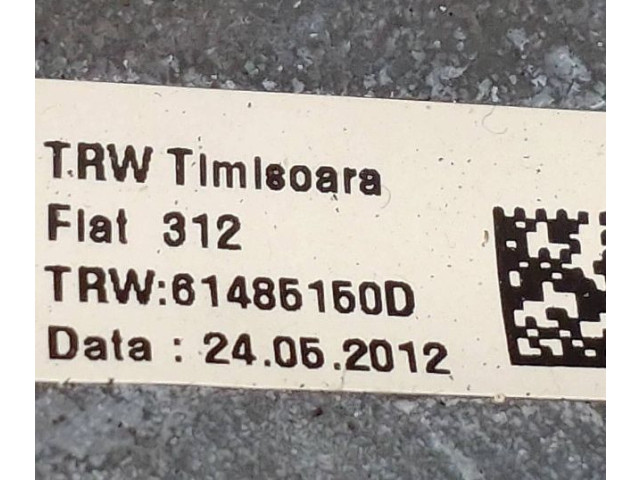 TRW Timisoara
Fiat 312
TRW:61485150D
Data : 24.05.2012